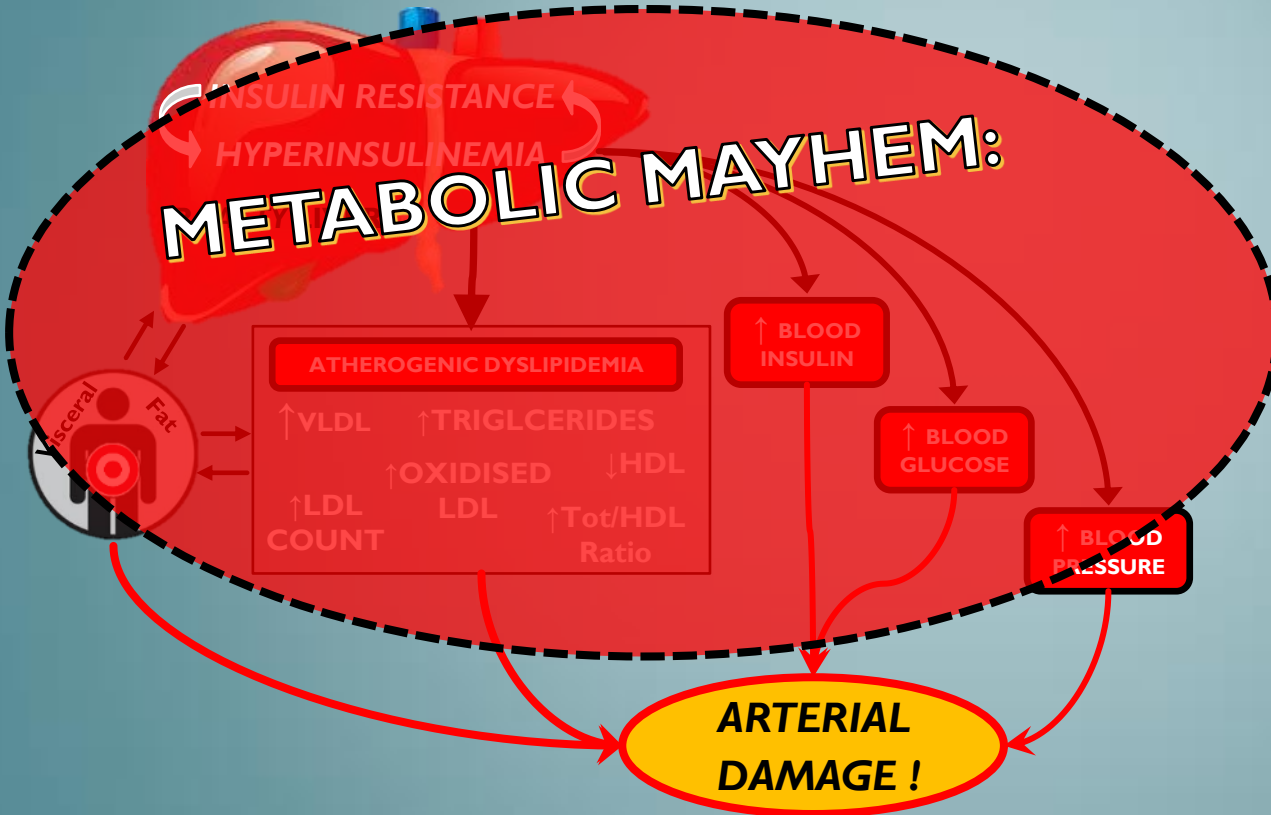 INSULIN RESISTANCE
HYPERINSULINEMIA
METABOLIC MAYHEM:
ATHEROGENIC DYSLIPIDEMIA
↑VLDL
↑TRIGLCERIDES
↑OXIDISED
LDL
↓HDL
↑LDL
COUNT
↑Tot/HDL
Ratio
↑ BLOOD
INSULIN
↑ BLOOD
GLUCOSE
↑ BLOOD
PRESSURE
Visceral Fat
ARTERIAL
DAMAGE !